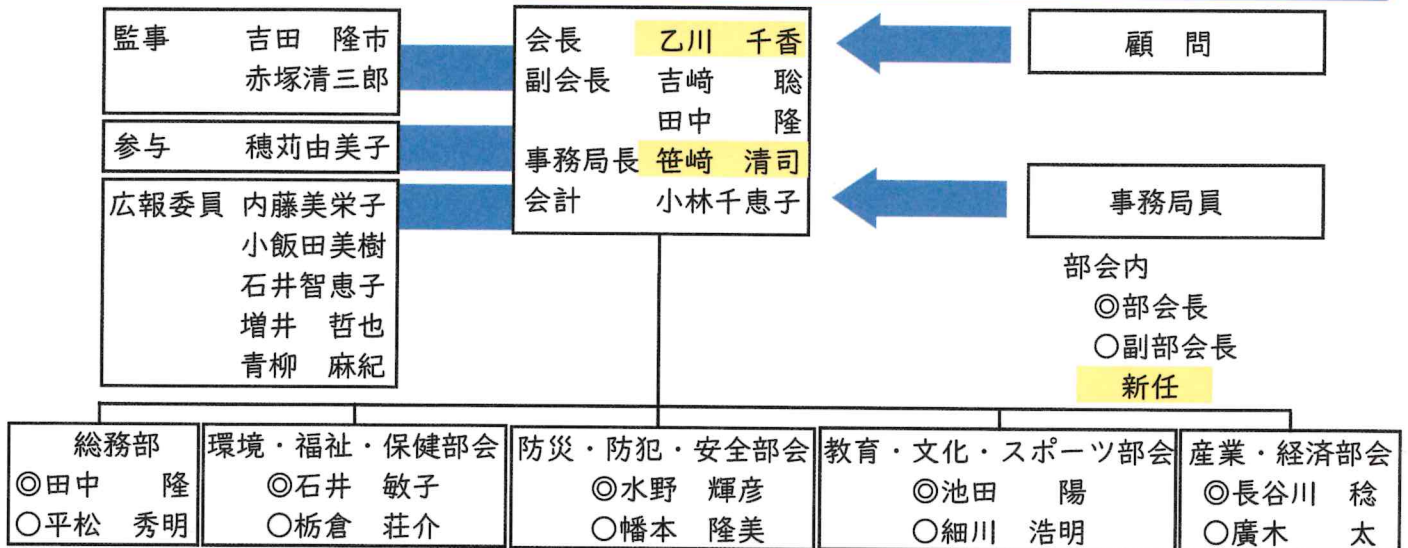 監事 吉田 隆市
赤塚清三郎
参与 穂苅由美子
広報委員 内藤美栄子
小飯田美樹
石井智恵子
増井 哲也
青柳 麻紀
会長 乙川 千香
副会長 吉﨑 聡
田中 隆
事務局長 笹﨑 清司
会計 小林千恵子
顧 問
事務局員
部会内
◎部会長
○副部会長
新任
総務部
◎田中 隆
○平松 秀明
環境・福祉・保健部会
◎石井 敏子
○栃倉 荘介
防災・防犯・安全部会
◎水野 輝彦
○幡本 隆美
教育・文化・スポーツ部会
◎池田 陽
○細川 浩明
産業・経済部会
◎長谷川 稔
○廣木 太